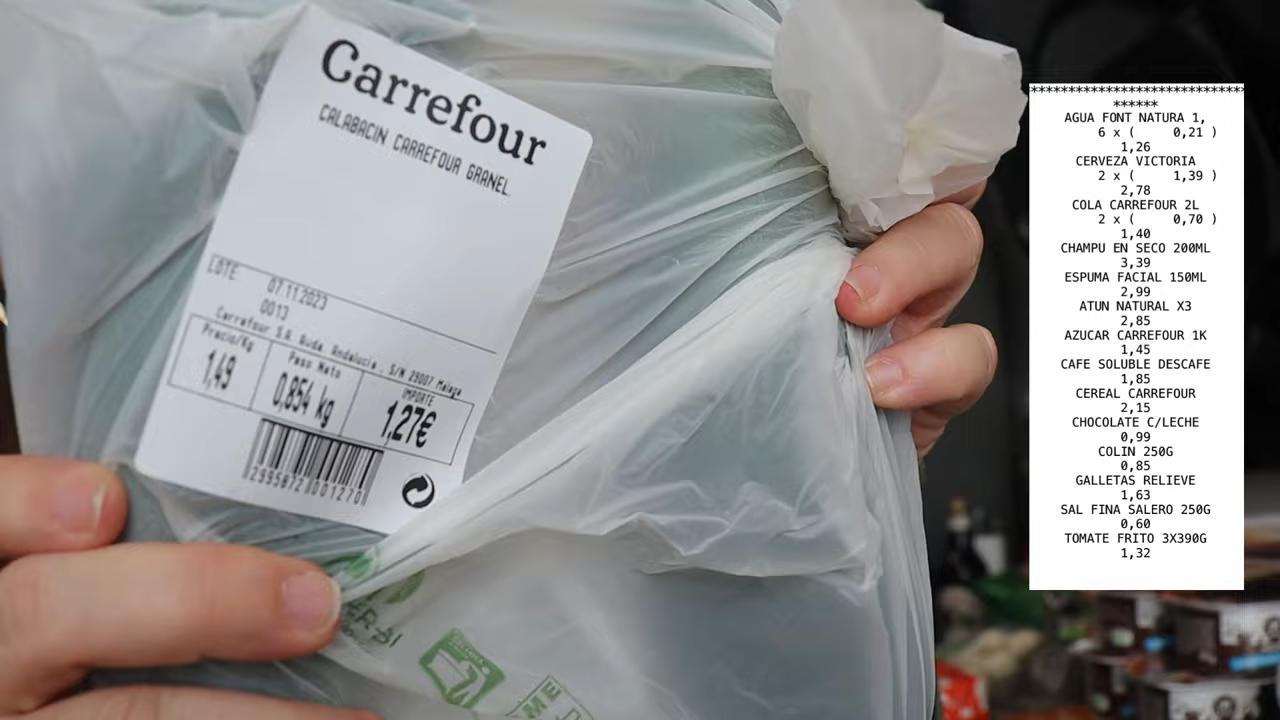 Carrefour
CALABACIN CARREFOUR GRANEL
LOTE: 07.11.2023
0013
Carrefour S.A. Avda. Andalucia, S/N 29007 Malaga
Precio/Kg
1,49
Peso Neto
0,854 kg
IMPORTE
1,27€
2995872001270
ME
****************************
******
AGUA FONT NATURA 1,
6 x ( 0,21 )
1,26
CERVEZA VICTORIA
2 x ( 1,39 )
2,78
COLA CARREFOUR 2L
2 x ( 0,70 )
1,40
CHAMPU EN SECO 200ML
3,39
ESPUMA FACIAL 150ML
2,99
ATUN NATURAL X3
2,85
AZUCAR CARREFOUR 1K
1,45
CAFE SOLUBLE DESCAFE
1,85
CEREAL CARREFOUR
2,15
CHOCOLATE C/LECHE
0,99
COLIN 250G
0,85
GALLETAS RELIEVE
1,63
SAL FINA SALERO 250G
0,60
TOMATE FRITO 3X390G
1,32